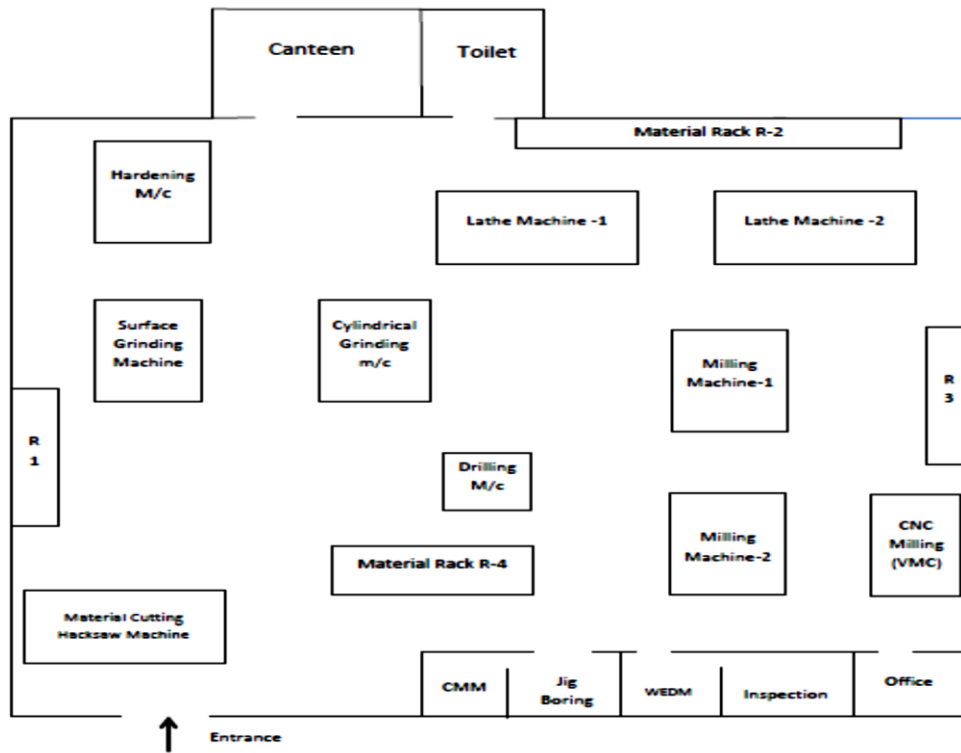 Canteen
Toilet
Material Rack R-2
Hardening
M/c
Lathe Machine -1
Lathe Machine -2
Surface
Grinding
Machine
Cylindrical
Grinding
m/c
Milling
Machine-1
R
3
R
1
Drilling
M/c
Milling
Machine-2
CNC
Milling
(VMC)
Material Rack R-4
Material Cutting
Hacksaw Machine
CMM
Jig
Boring
WEDM
Inspection
Office
Entrance